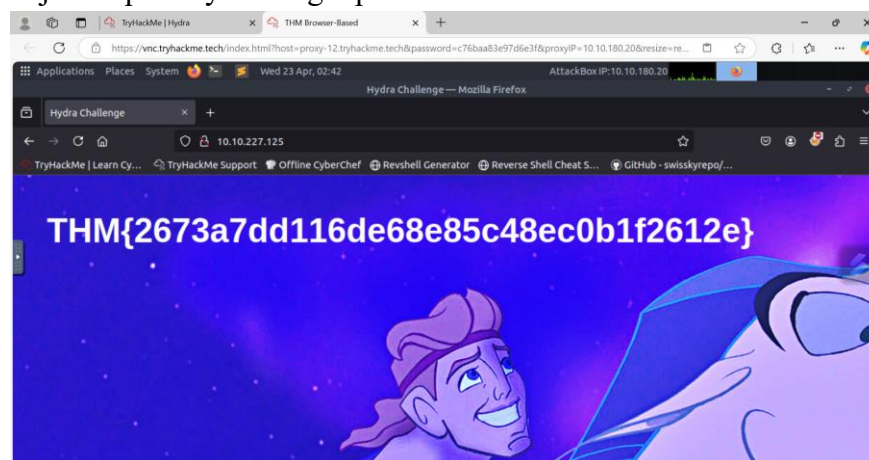 TryHackMe | Hydra
THM Browser-Based
https://vnc.tryhackme.tech/index.html?host=proxy-12.tryhackme.tech&password=c76baa83e97d6e3f&proxyIP=10.10.180.20&resize=re...
Applications Places System Wed 23 Apr, 02:42 AttackBox IP:10.10.180.20
Hydra Challenge — Mozilla Firefox
Hydra Challenge
10.10.227.125
TryHackMe | Learn Cy... TryHackMe Support Offline CyberChef Revshell Generator Reverse Shell Cheat S... GitHub - swisskyrepo/...
THM{2673a7dd116de68e85c48ec0b1f2612e}